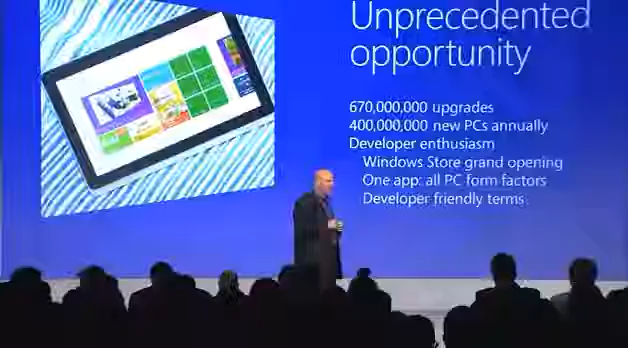 Unprecedented
opportunity
670,000,000 upgrades
400,000,000 new PCs annually
Developer enthusiasm
Windows Store grand opening
One app: all PC form factors
Developer friendly terms